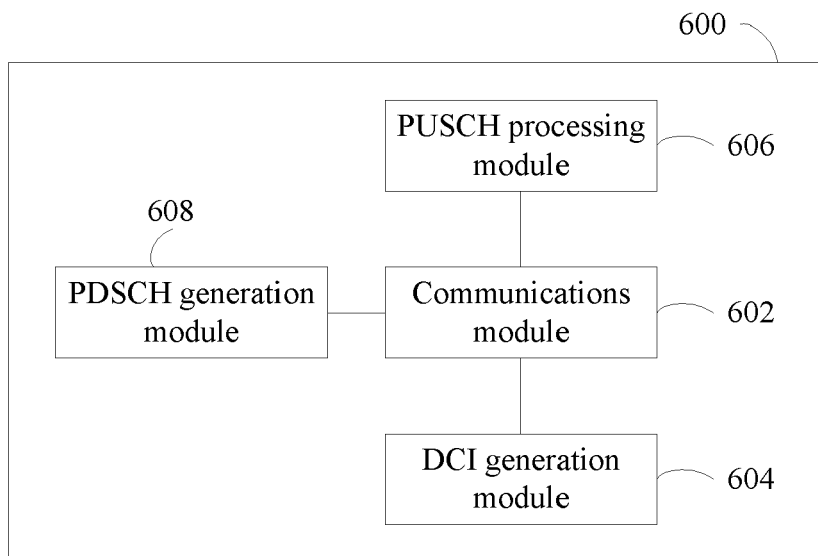 600
PUSCH processing
module
606
608
PDSCH generation
module
Communications
module
602
DCI generation
module
604